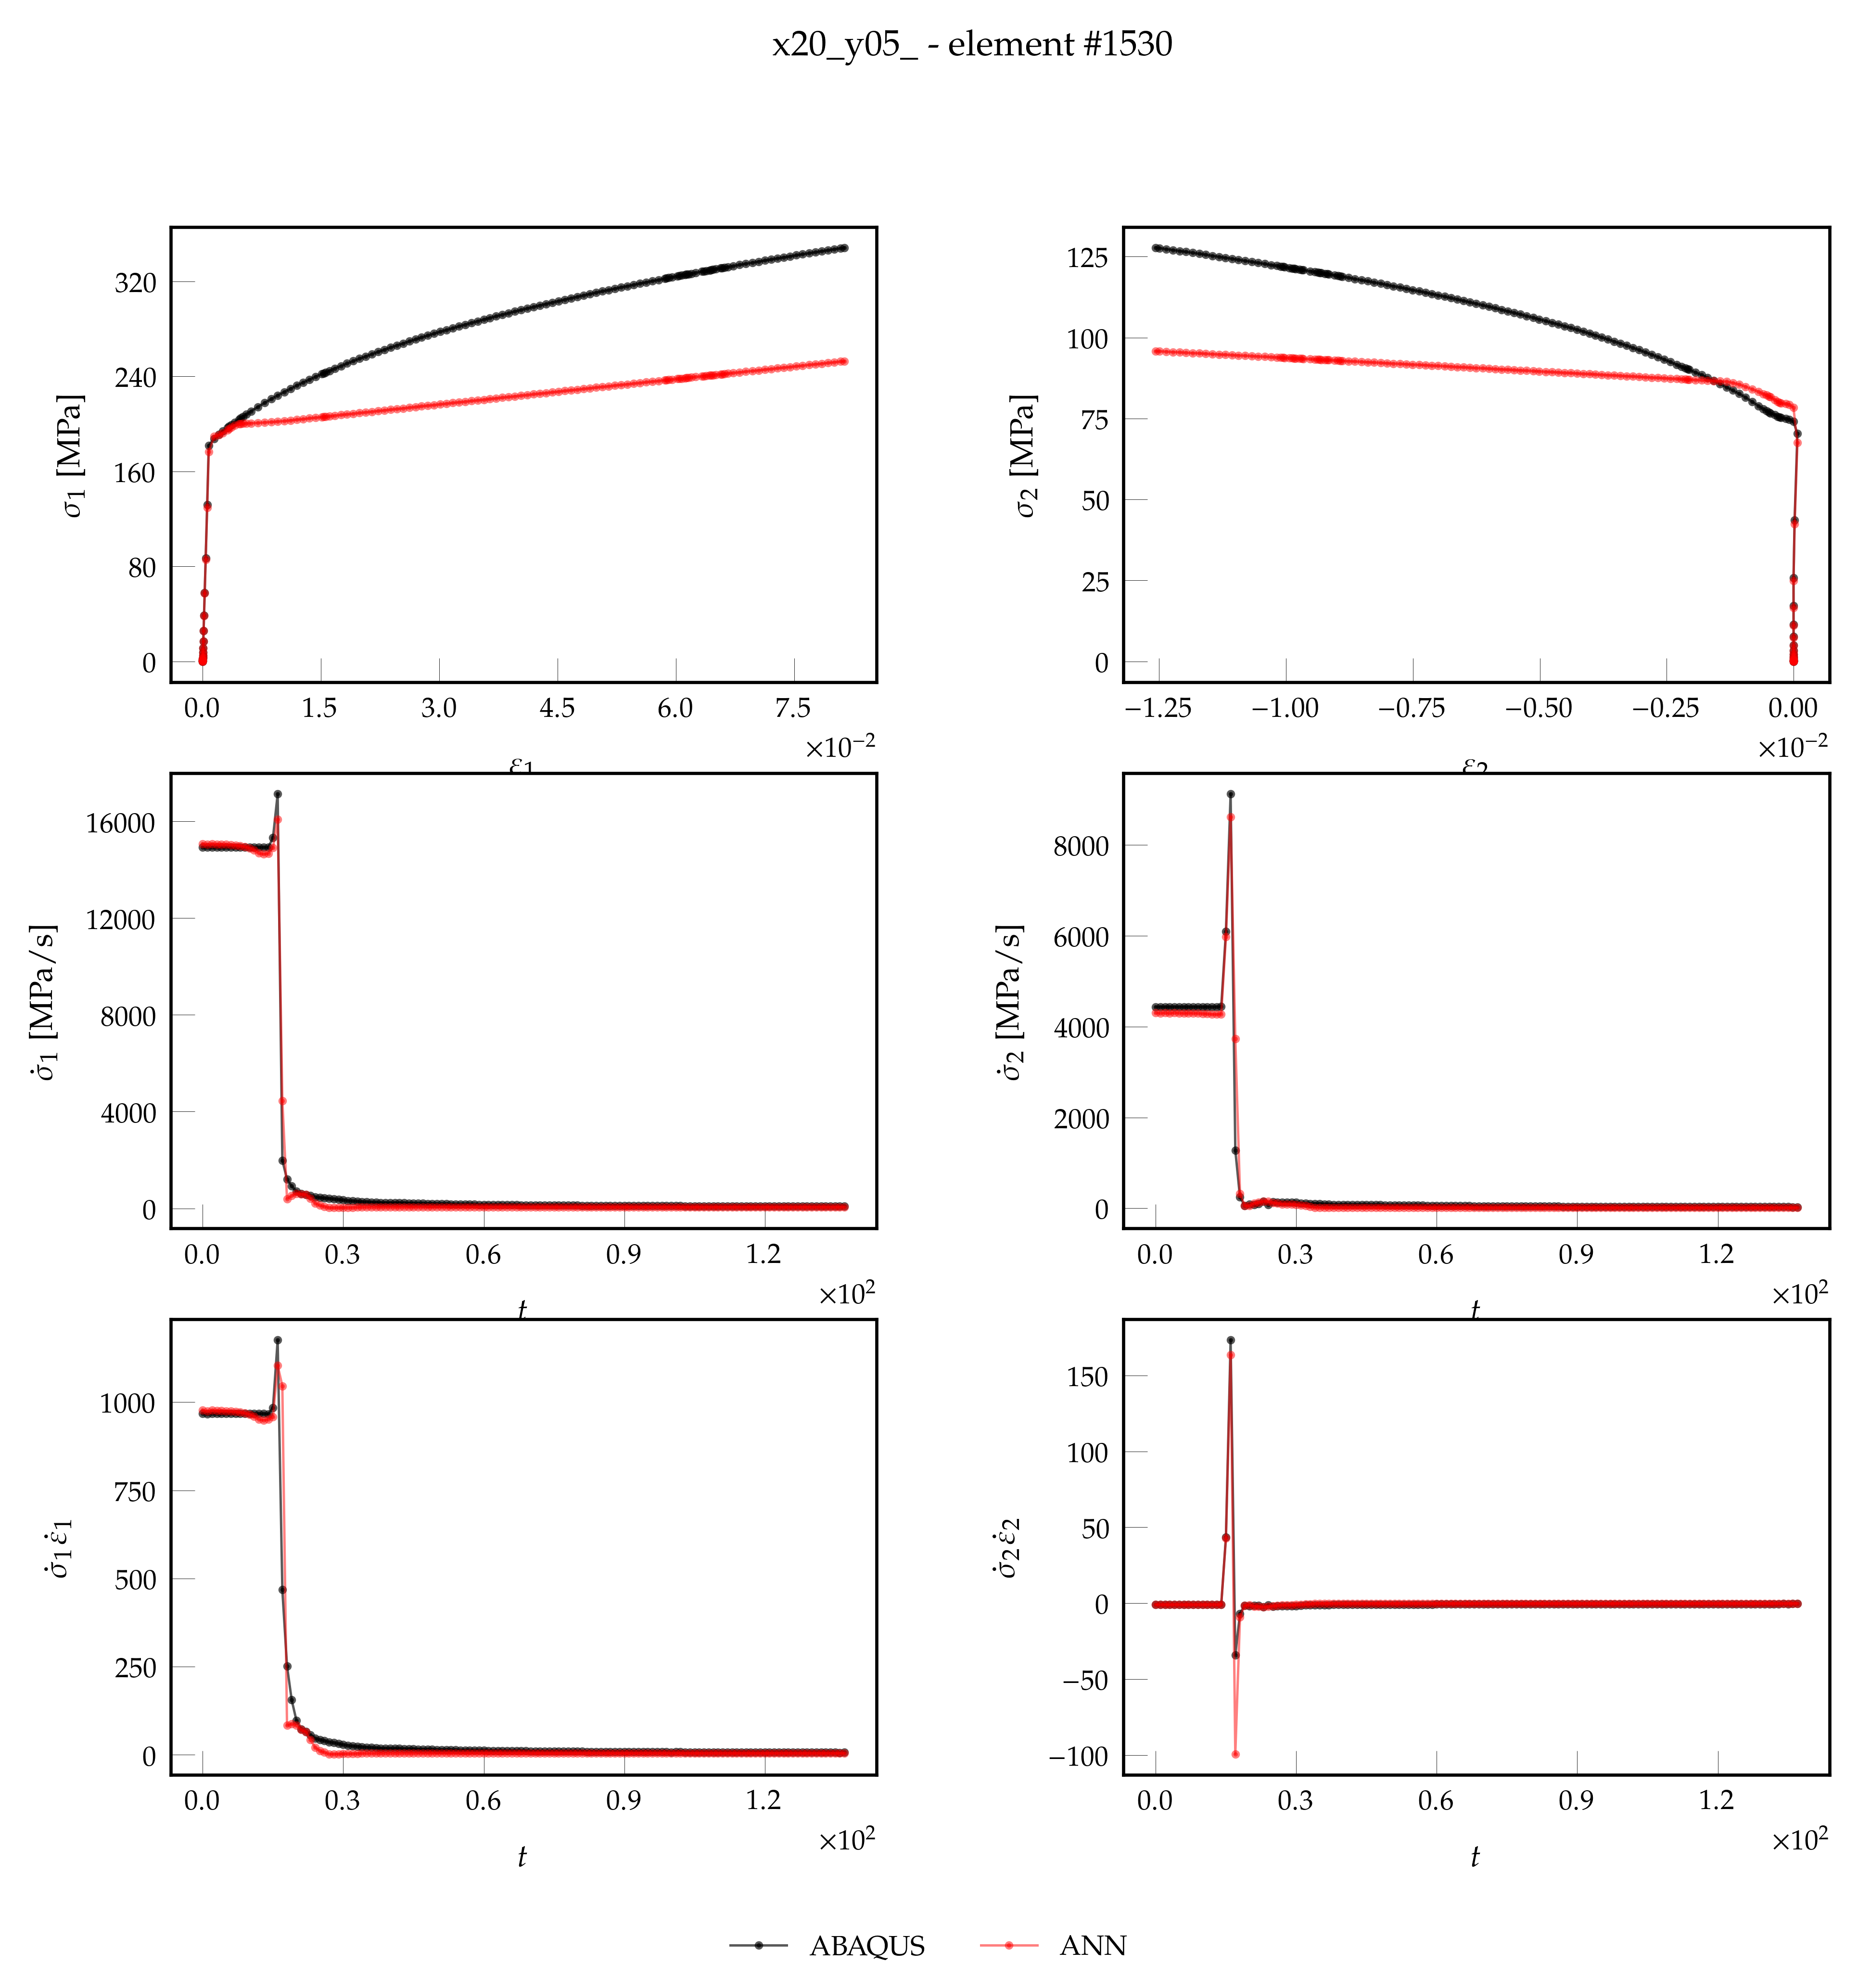 x20_y05_ - element #1530
σ₁ [MPa]
320
240
160
80
0
0.0 1.5 3.0 4.5 6.0 7.5
×10⁻²
ε₁
σ₂ [MPa]
125
100
75
50
25
0
−1.25 −1.00 −0.75 −0.50 −0.25 0.00
×10⁻²
ε₂
σ̇₁ [MPa/s]
16000
12000
8000
4000
0
0.0 0.3 0.6 0.9 1.2
×10²
t
σ̇₂ [MPa/s]
8000
6000
4000
2000
0
0.0 0.3 0.6 0.9 1.2
×10²
t
σ̇₁ε̇₁
1000
750
500
250
0
0.0 0.3 0.6 0.9 1.2
×10²
t
σ̇₂ε̇₂
150
100
50
0
−50
−100
0.0 0.3 0.6 0.9 1.2
×10²
t
ABAQUS ANN